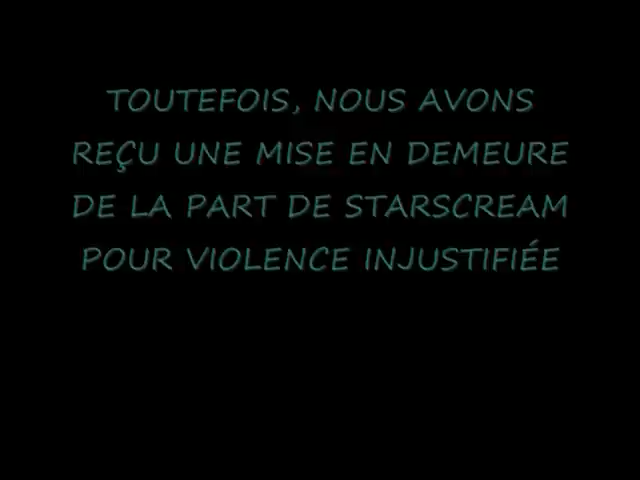 TOUTEFOIS, NOUS AVONS
REÇU UNE MISE EN DEMEURE
DE LA PART DE STARSCREAM
POUR VIOLENCE INJUSTIFIÉE